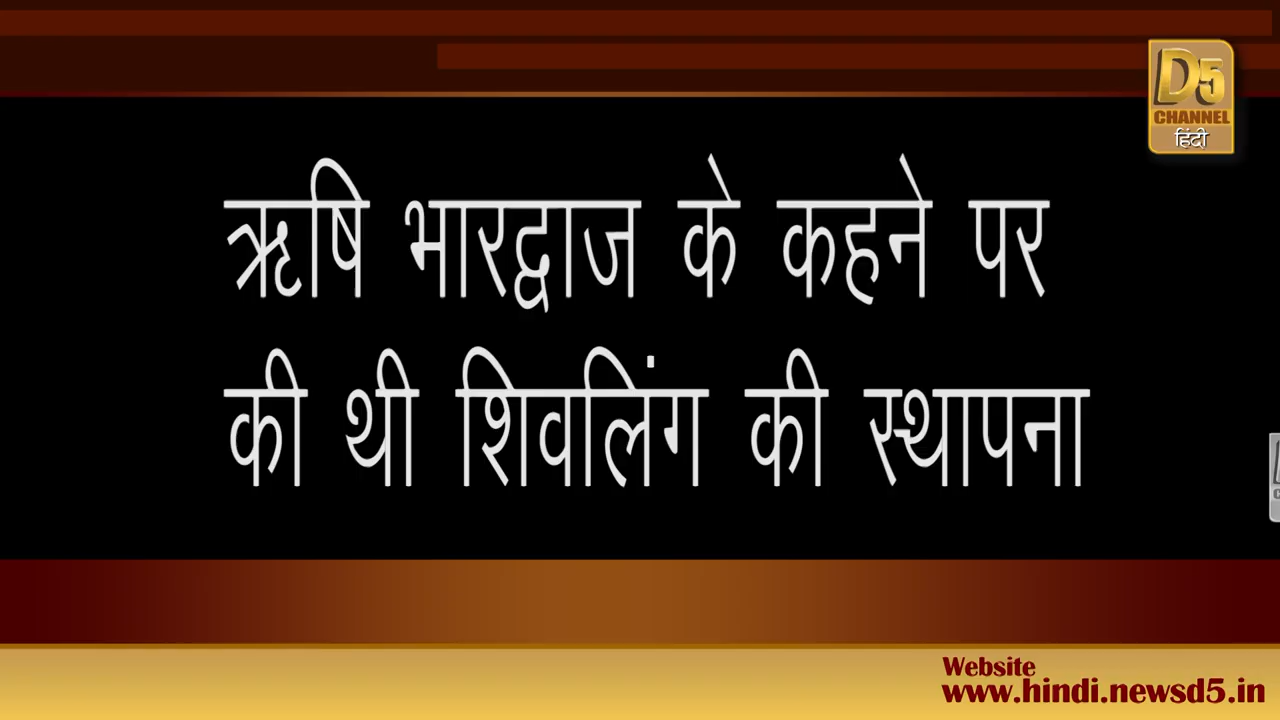 D5
CHANNEL
हिंदी
ऋषि भारद्वाज के कहने पर
की थी शिवलिंग की स्थापना
Website
www.hindi.newsd5.in